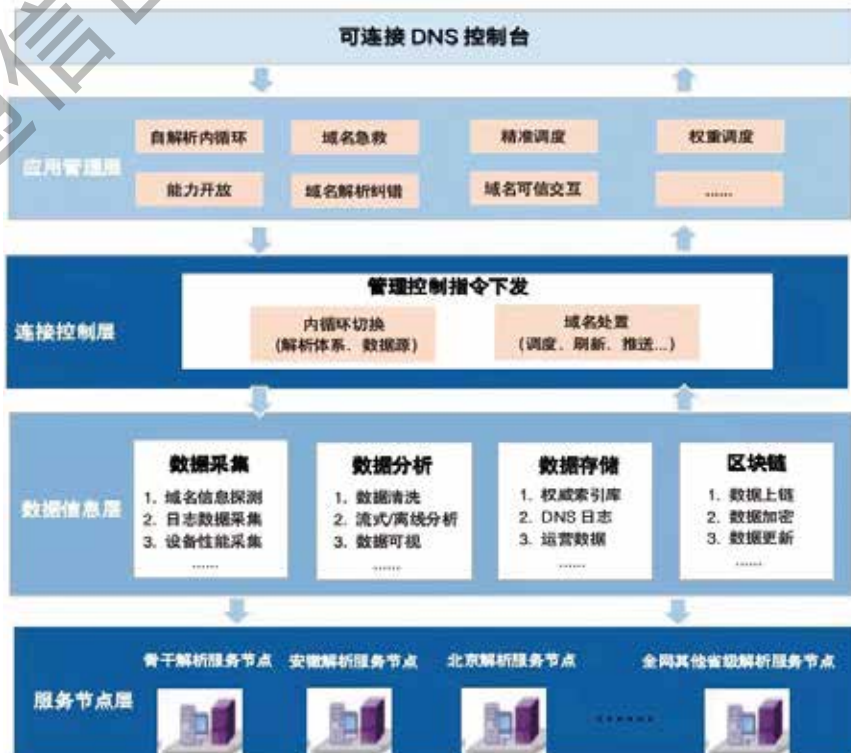 可连接 DNS 控制台
应用管理层
自解析内循环
域名急救
精准调度
权重调度
能力开放
域名解析纠错
域名可信交互
......
连接控制层
管理控制指令下发
内循环切换
(解析体系、数据源)
域名处置
(调度、刷新、推送...)
数据信息层
数据采集
1. 域名信息探测
2. 日志数据采集
3. 设备性能采集
......
数据分析
1. 数据清洗
2. 流式/离线分析
3. 数据可视
......
数据存储
1. 权威索引库
2. DNS 日志
3. 运营数据
......
区块链
1. 数据上链
2. 数据加密
3. 数据更新
......
服务节点层
骨干解析服务节点
安徽解析服务节点
北京解析服务节点
......
全网其他省级解析服务节点